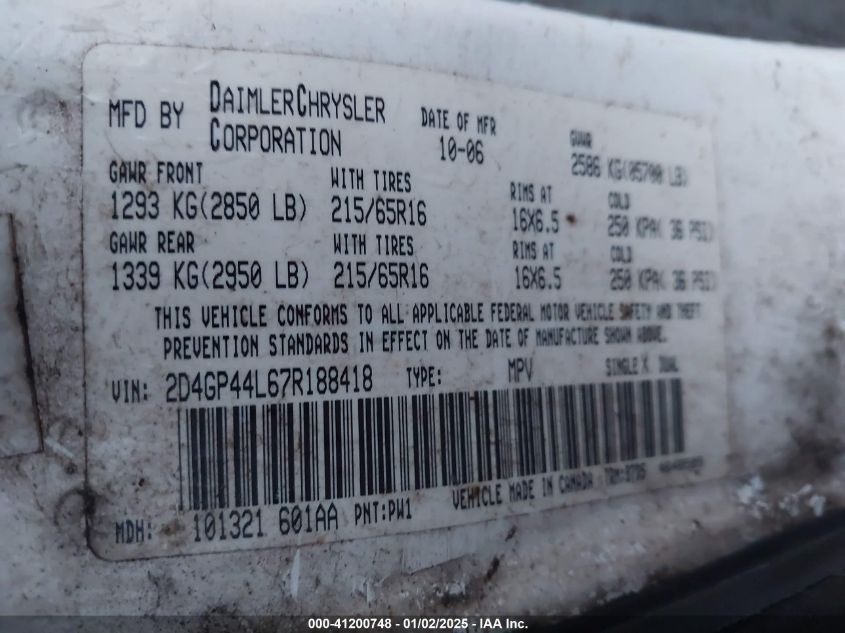 MFD BY DAIMLERCHRYSLER CORPORATION DATE OF MFR 10-06 GVWR 2586 KG(05700 LB)
GAWR FRONT WITH TIRES RIMS AT COLD
1293 KG(2850 LB) 215/65R16 16X6.5 250 KPA( 36 PSI)
GAWR REAR WITH TIRES RIMS AT COLD
1339 KG(2950 LB) 215/65R16 16X6.5 250 KPA( 36 PSI)
THIS VEHICLE CONFORMS TO ALL APPLICABLE FEDERAL MOTOR VEHICLE SAFETY AND THEFT
PREVENTION STANDARDS IN EFFECT ON THE DATE OF MANUFACTURE SHOWN ABOVE.
VIN: 2D4GP44L67R188418 TYPE: MPV SINGLE X DUAL
MDH: 101321 601AA PNT:PW1 VEHICLE MADE IN CANADA
000-41200748 - 01/02/2025 - IAA Inc.